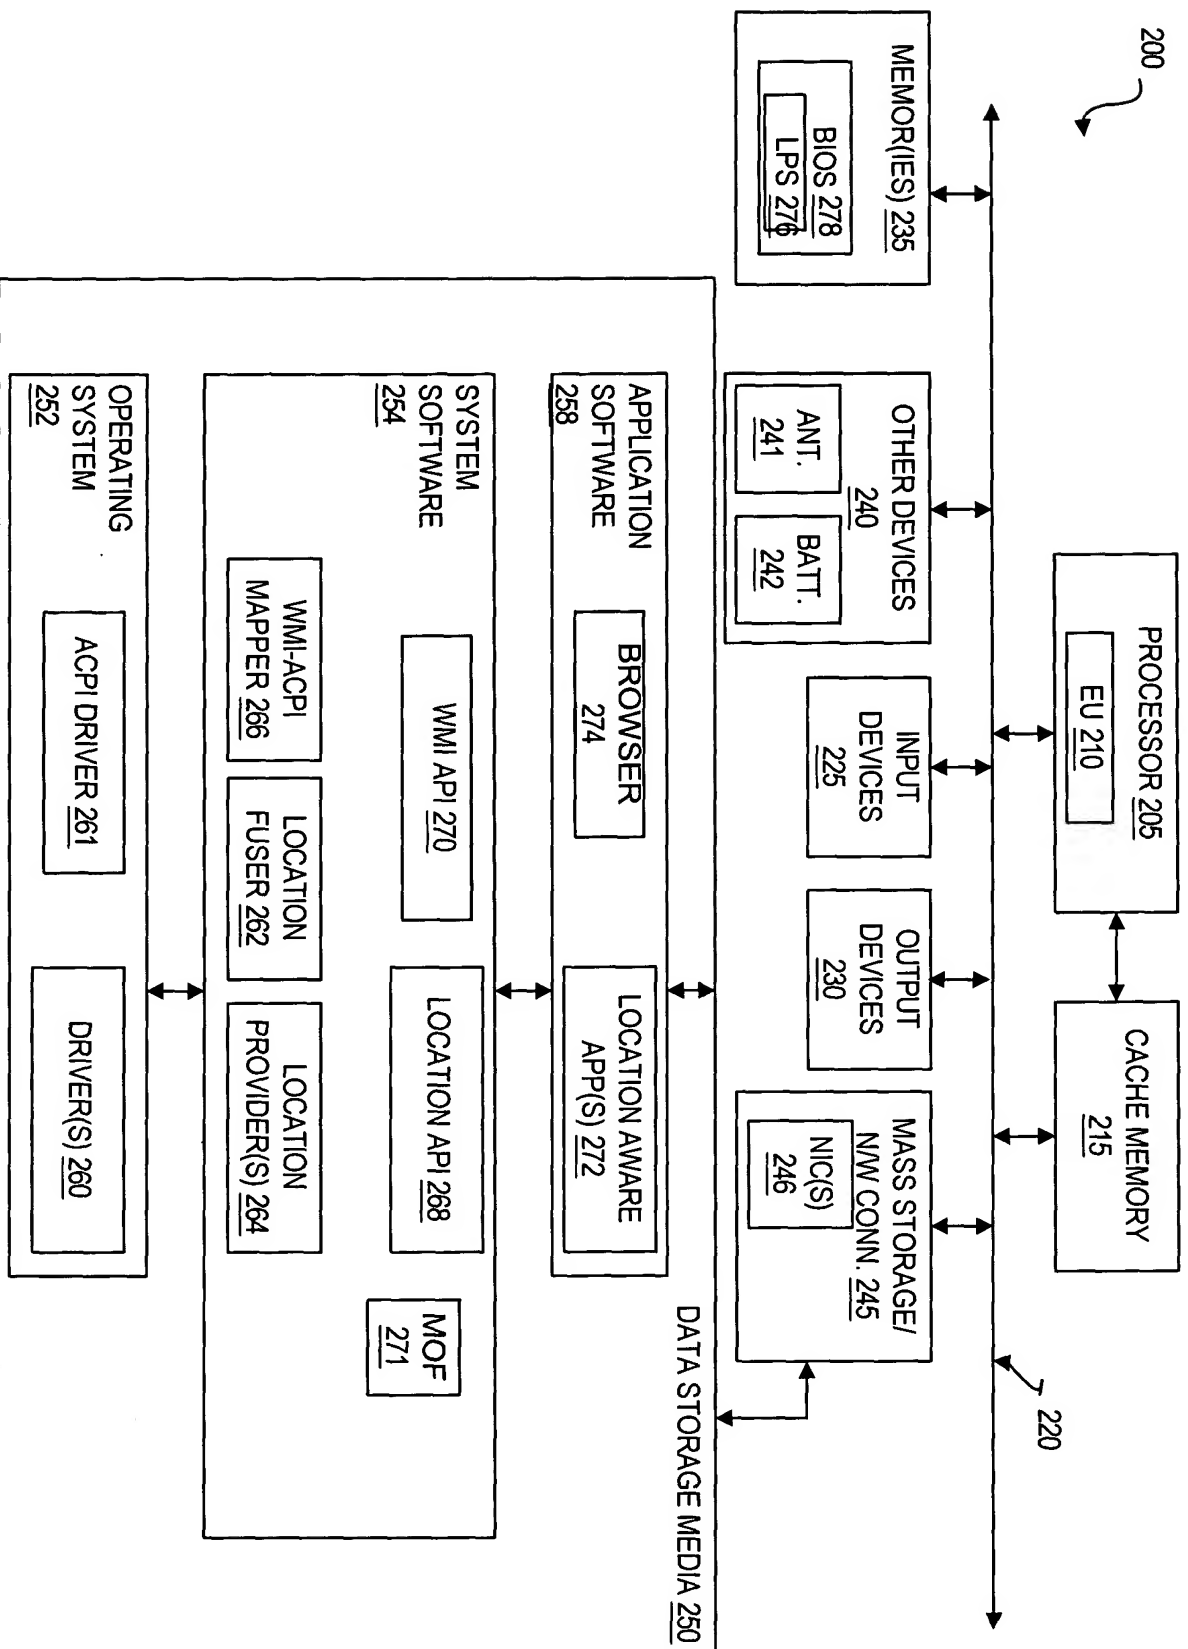 200
PROCESSOR 205
EU 210
CACHE MEMORY
215
220
MEMOR(IES) 235
BIOS 278
LPS 276
OTHER DEVICES
240
ANT.
241
BATT.
242
INPUT
DEVICES
225
OUTPUT
DEVICES
230
MASS STORAGE/
N/W CONN. 245
NIC(S)
246
DATA STORAGE MEDIA 250
APPLICATION
SOFTWARE
258
BROWSER
274
LOCATION AWARE
APP(S) 272
SYSTEM
SOFTWARE
254
WMI API 270
LOCATION API 268
MOF
271
WMI-ACPI
MAPPER 266
LOCATION
FUSER 262
LOCATION
PROVIDER(S) 264
OPERATING
SYSTEM
252
ACPI DRIVER 261
DRIVER(S) 260